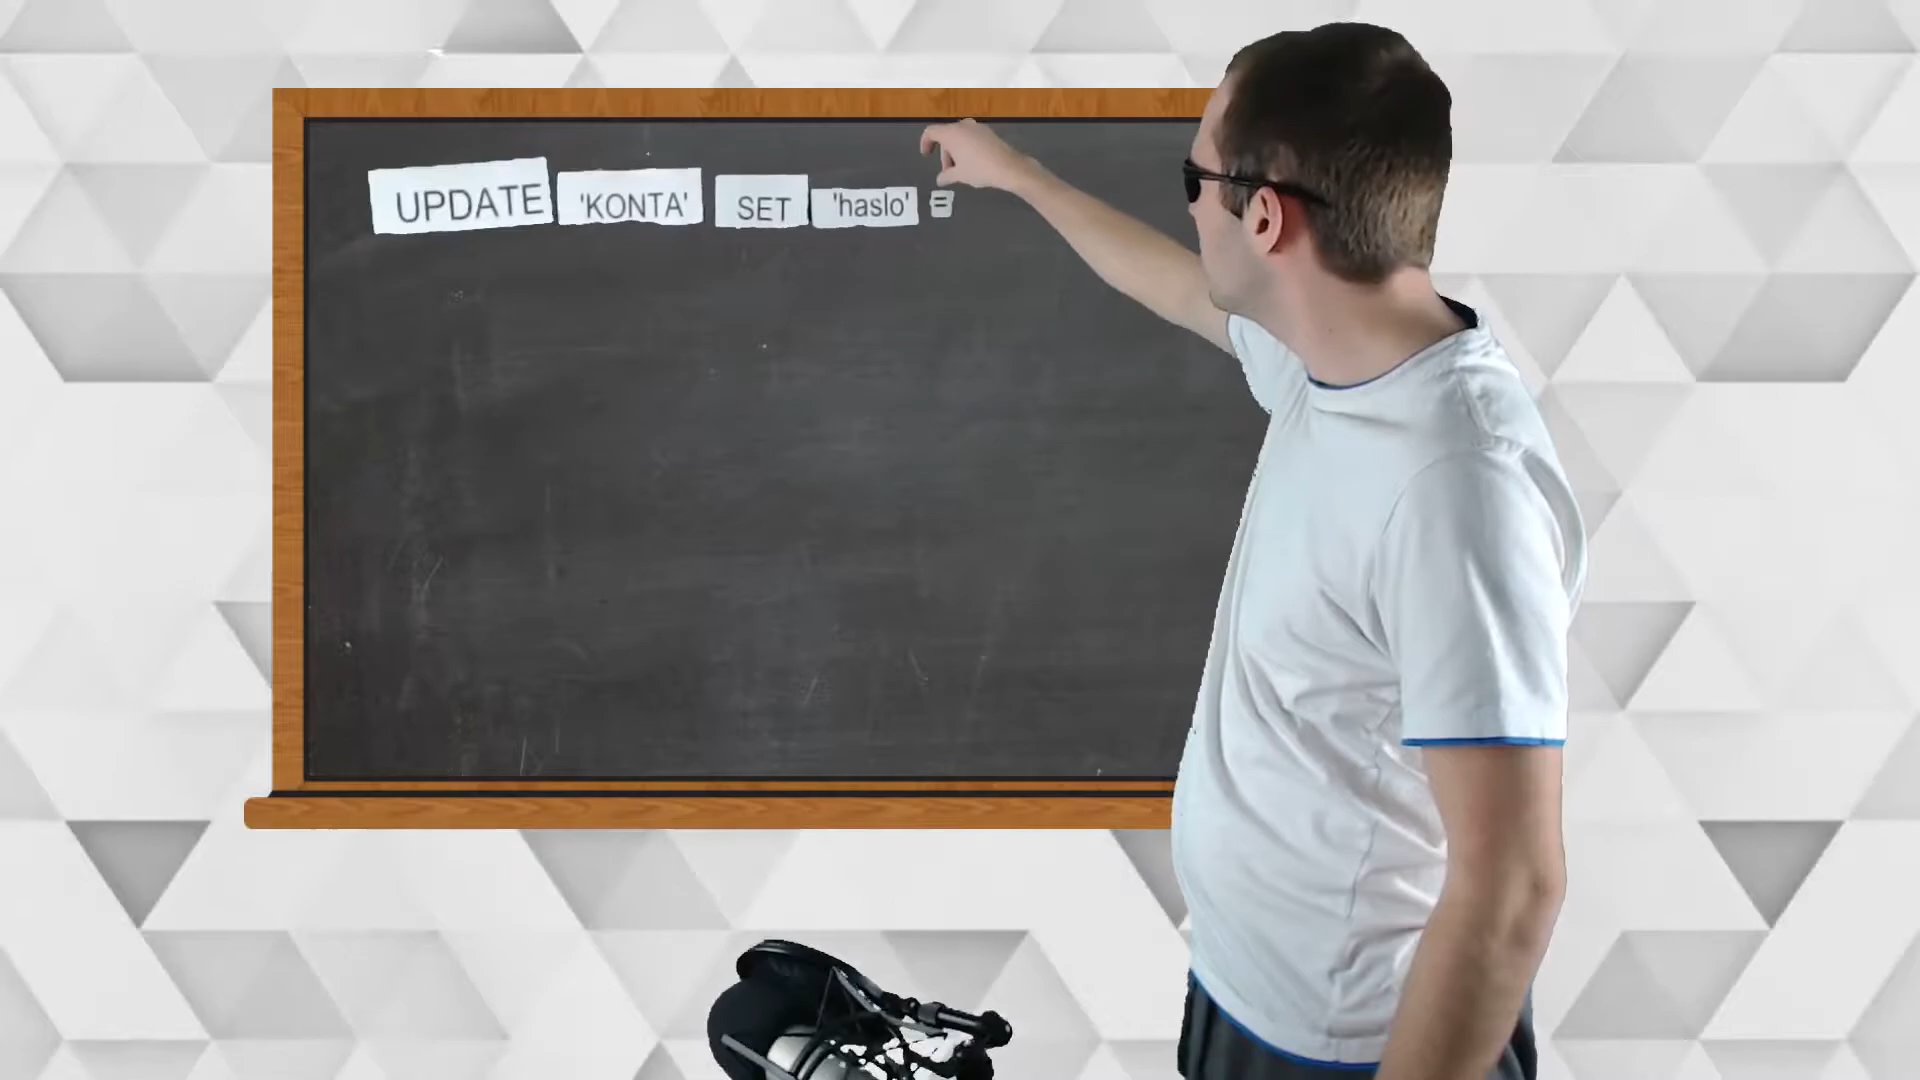 UPDATE 'KONTA' SET 'haslo' =